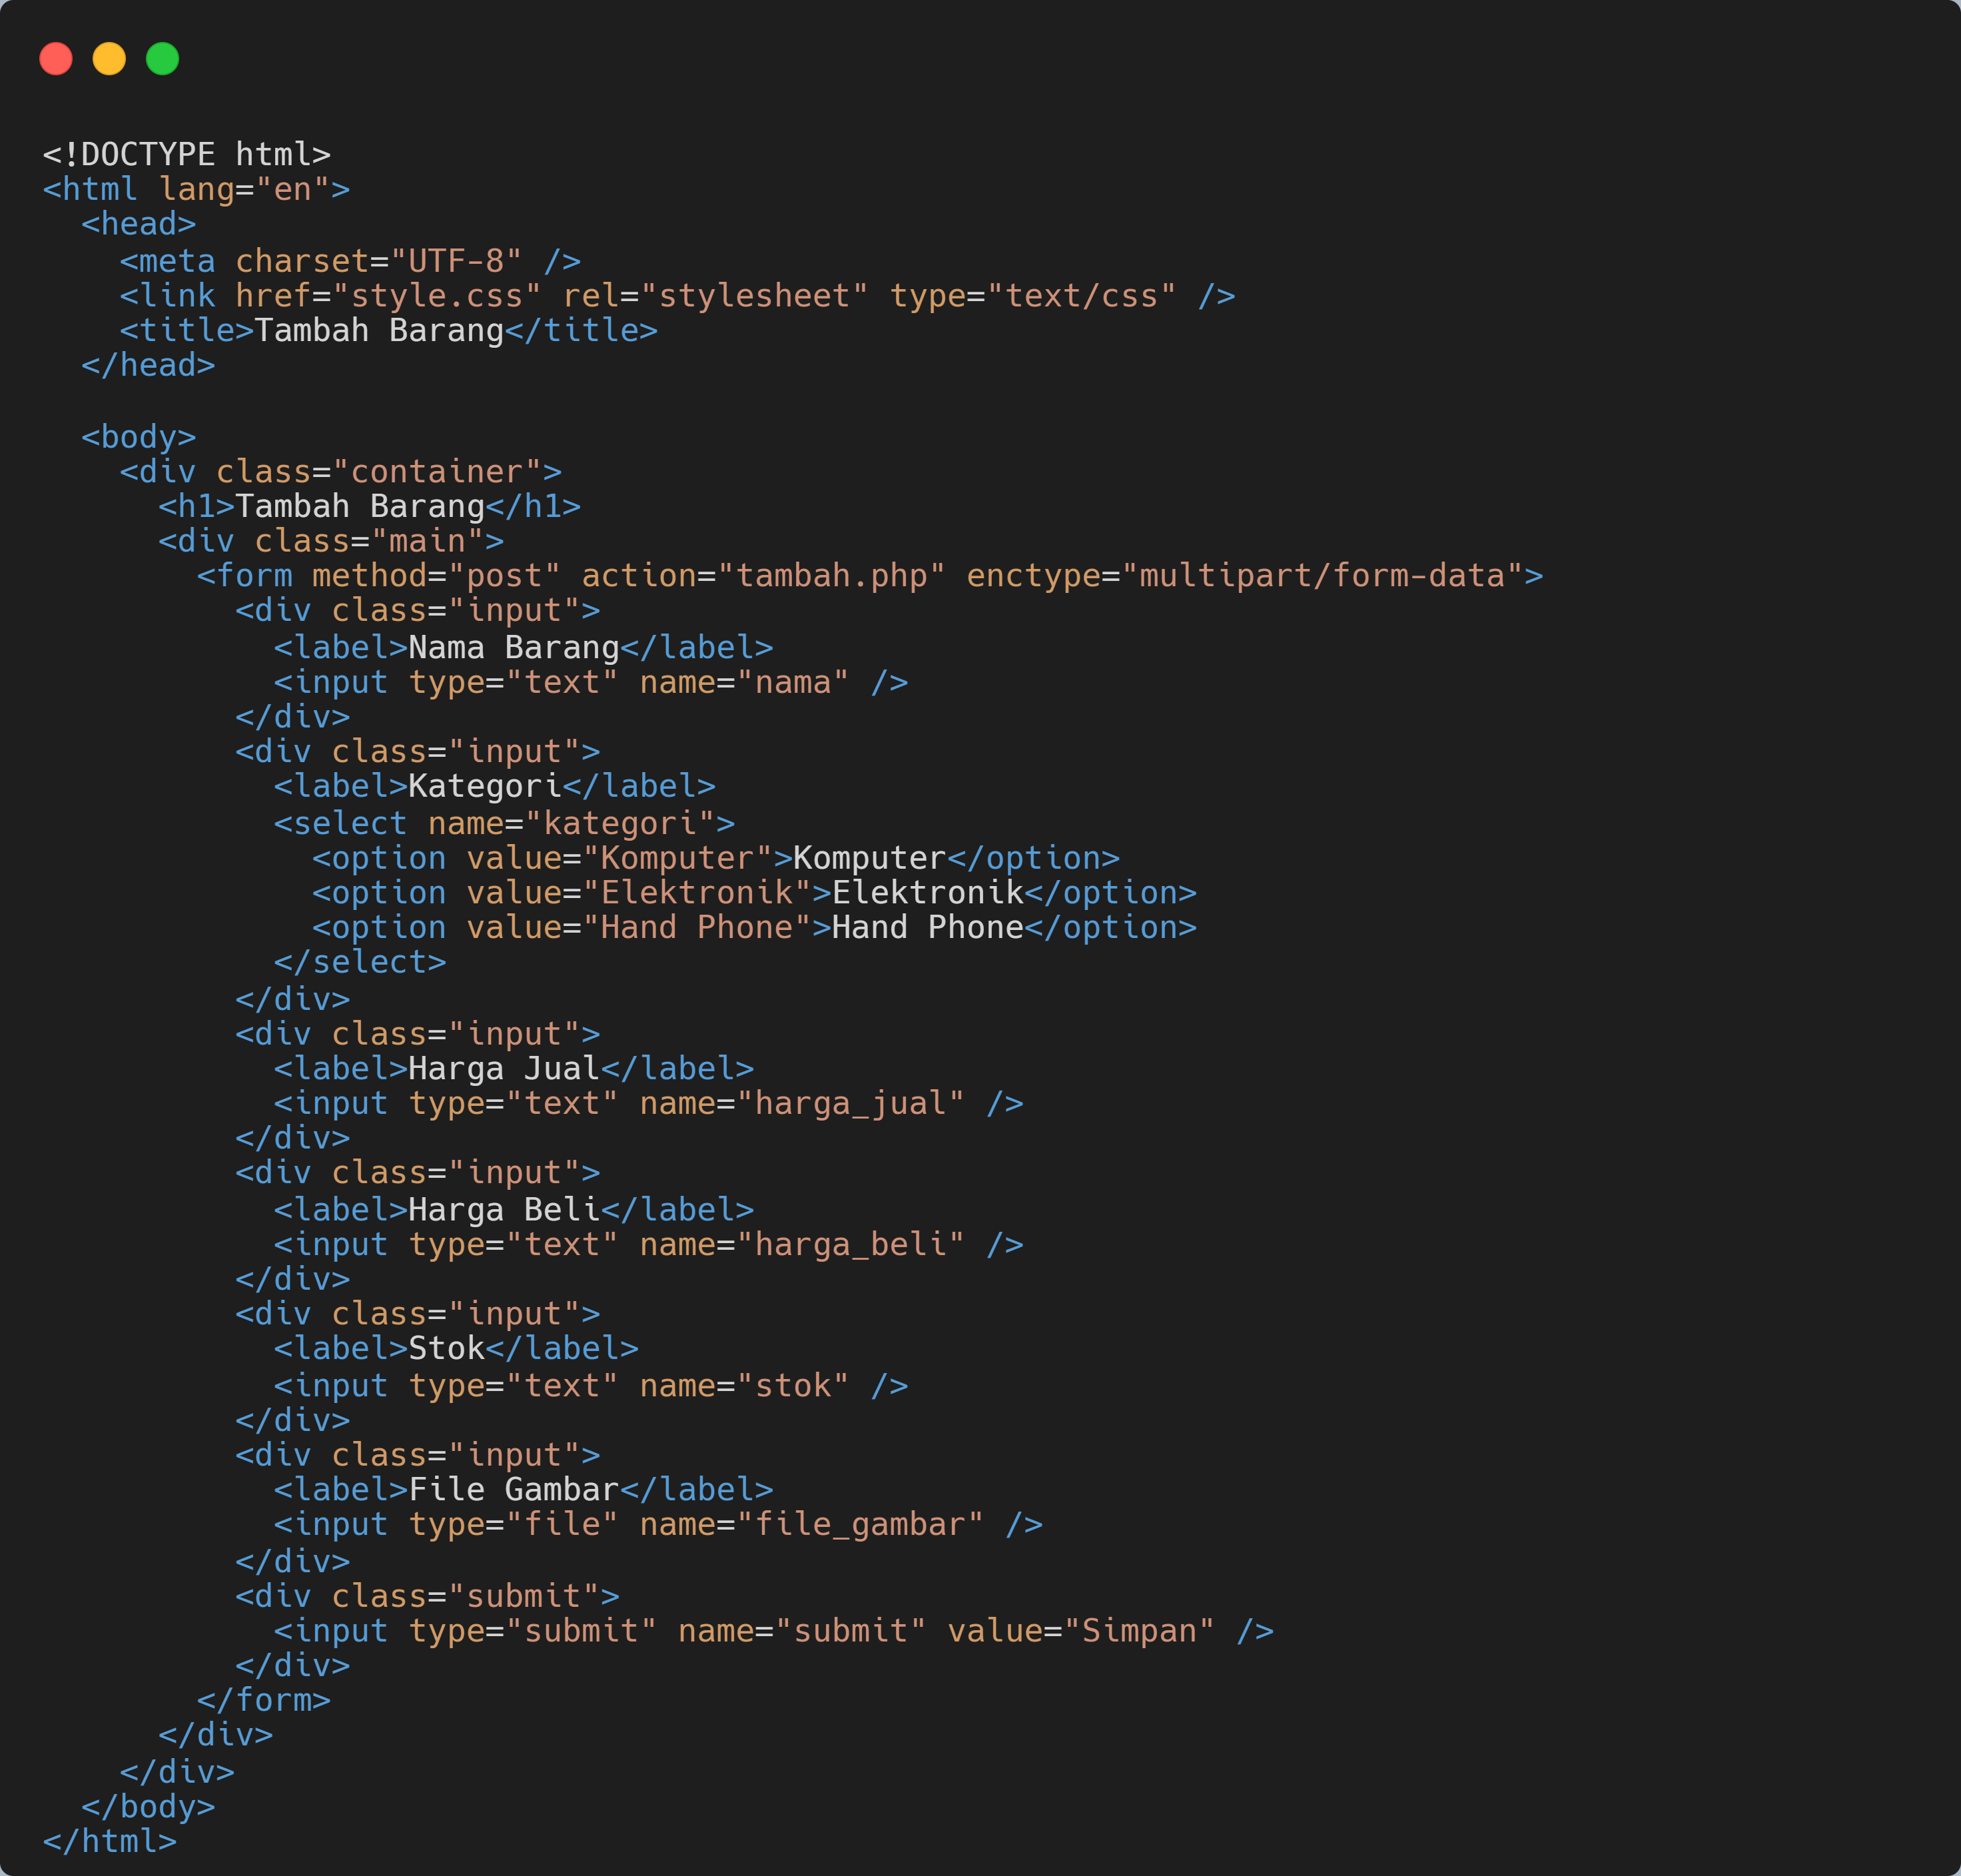 <!DOCTYPE html>
<html lang="en">
  <head>
    <meta charset="UTF-8" />
    <link href="style.css" rel="stylesheet" type="text/css" />
    <title>Tambah Barang</title>
  </head>

  <body>
    <div class="container">
      <h1>Tambah Barang</h1>
      <div class="main">
        <form method="post" action="tambah.php" enctype="multipart/form-data">
          <div class="input">
            <label>Nama Barang</label>
            <input type="text" name="nama" />
          </div>
          <div class="input">
            <label>Kategori</label>
            <select name="kategori">
              <option value="Komputer">Komputer</option>
              <option value="Elektronik">Elektronik</option>
              <option value="Hand Phone">Hand Phone</option>
            </select>
          </div>
          <div class="input">
            <label>Harga Jual</label>
            <input type="text" name="harga_jual" />
          </div>
          <div class="input">
            <label>Harga Beli</label>
            <input type="text" name="harga_beli" />
          </div>
          <div class="input">
            <label>Stok</label>
            <input type="text" name="stok" />
          </div>
          <div class="input">
            <label>File Gambar</label>
            <input type="file" name="file_gambar" />
          </div>
          <div class="submit">
            <input type="submit" name="submit" value="Simpan" />
          </div>
        </form>
      </div>
    </div>
  </body>
</html>